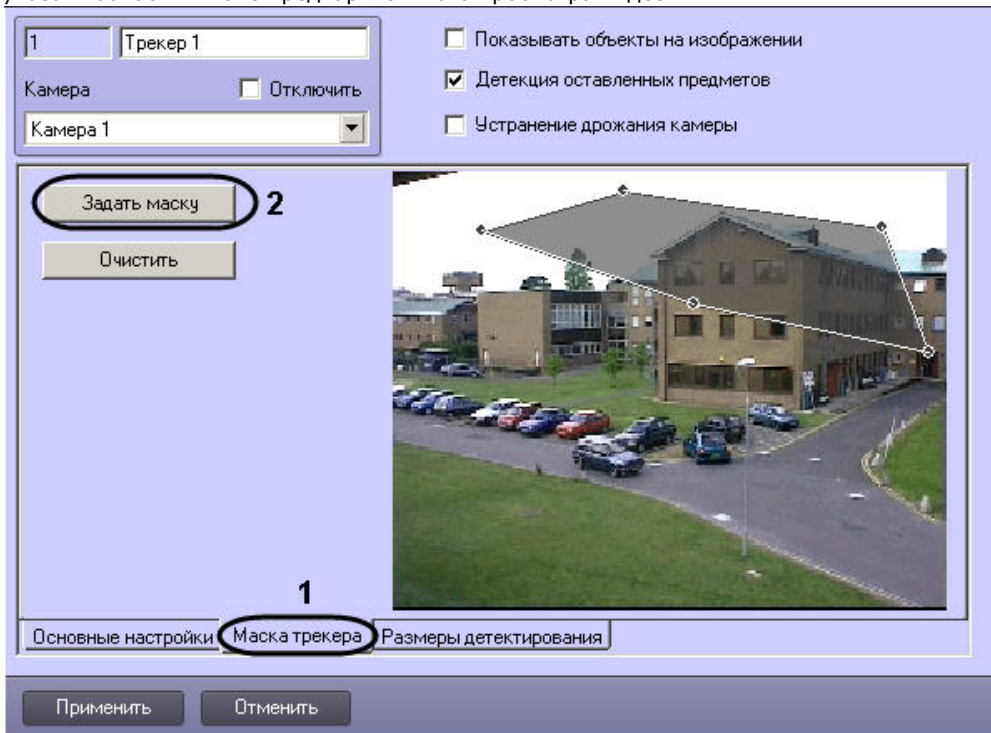 1 Трекер 1
Показывать объекты на изображении
Камера Отключить
Детекция оставленных предметов
Камера 1
Устранение дрожания камеры
Задать маску 2
Очистить
1
Основные настройки Маска трекера Размеры детектирования
Применить Отменить